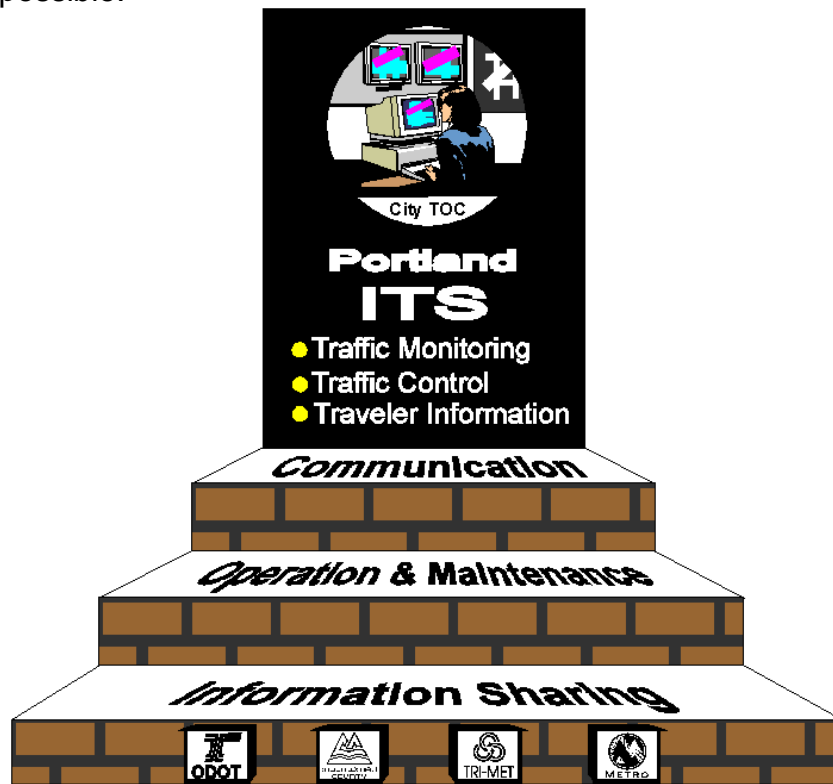 possible.
City TOC
Portland
ITS
Traffic Monitoring
Traffic Control
Traveler Information
Communication
Operation & Maintenance
Information Sharing
ODOT
TRI-MET
METRO